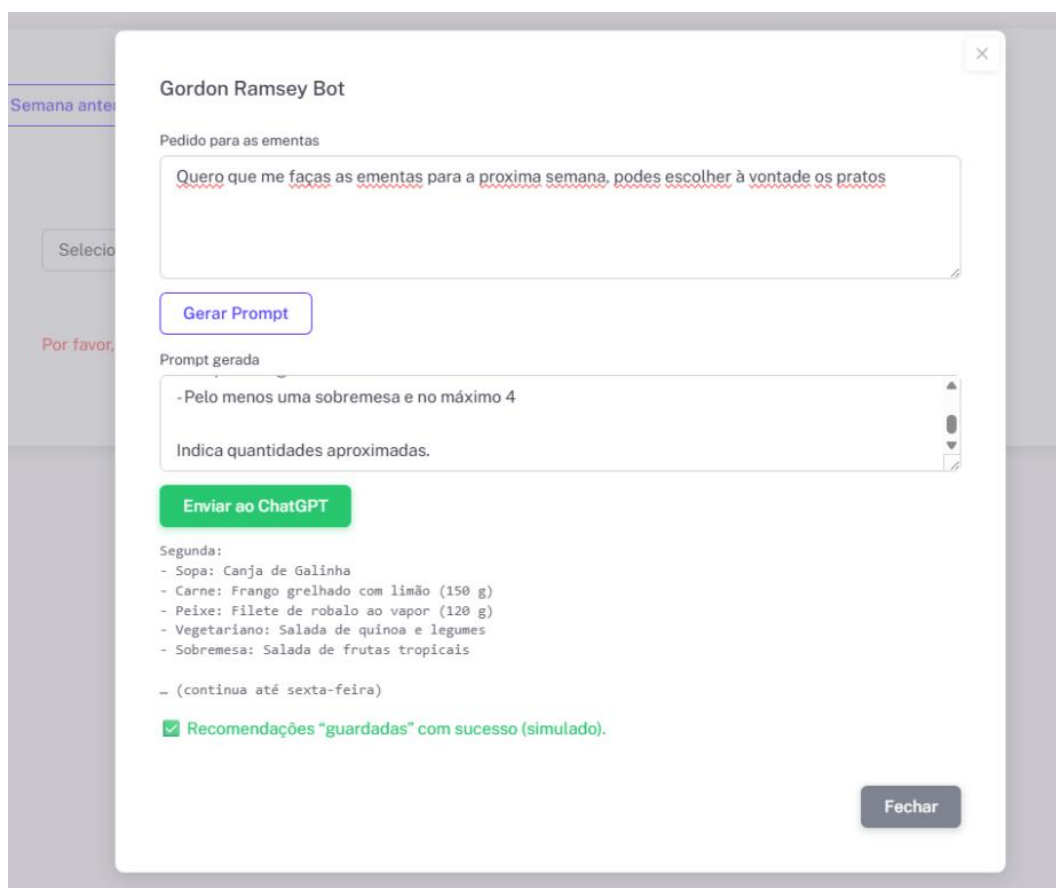 ×
Gordon Ramsey Bot
Semana ante
Pedido para as ementas
Quero que me faças as ementas para a proxima semana, podes escolher à vontade os pratos
Selecio
Gerar Prompt
Por favor,
Prompt gerada
- Pelo menos uma sobremesa e no máximo 4
Indica quantidades aproximadas.
Enviar ao ChatGPT
Segunda:
- Sopa: Canja de Galinha
- Carne: Frango grelhado com limão (150 g)
- Peixe: Filete de robalo ao vapor (120 g)
- Vegetariano: Salada de quinoa e legumes
- Sobremesa: Salada de frutas tropicais
… (continua até sexta-feira)
✅ Recomendações “guardadas” com sucesso (simulado).
Fechar